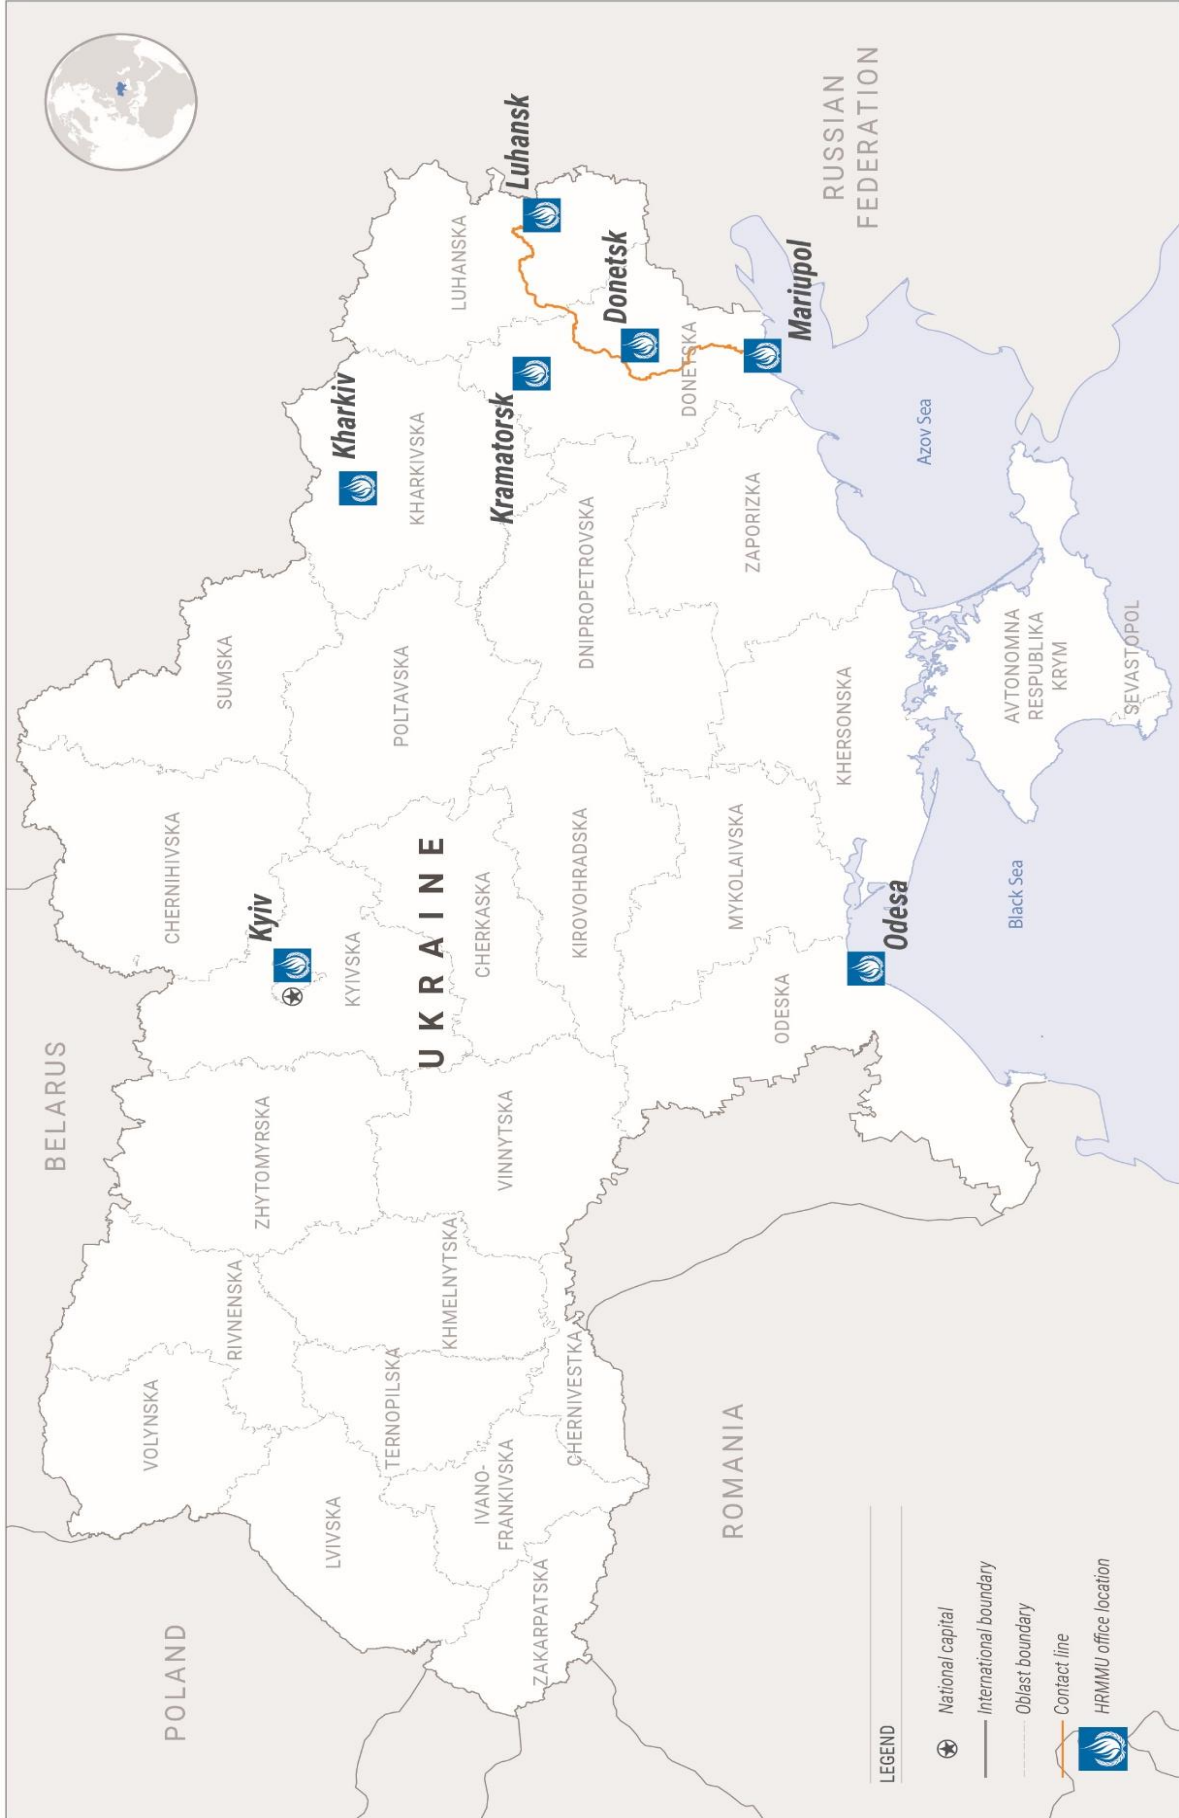 BELARUS
POLAND
RUSSIAN
FEDERATION
ROMANIA
UKRAINE
VOLYNSKA
RIVNENSKA
ZHYTOMYRSKA
CHERNIHIVSKA
SUMSKA
Kyiv
KYIVSKA
Kharkiv
KHARKIVSKA
LUHANSKA
Luhansk
LVIVSKA
TERNOPILSKA
KHMELNYTSKA
VINNYTSKA
CHERKASKA
POLTAVSKA
Kramatorsk
Donetsk
DONETSKA
Mariupol
IVANO-
FRANKIVSKA
ZAKARPATSKA
CHERNIVESTKA
KIROVOHRADSKA
DNIPROPETROVSKA
ZAPORIZKA
MYKOLAIVSKA
ODESKA
Odesa
KHERSONSKA
Azov Sea
Black Sea
AVTONOMNA
RESPUBLIKA
KRYM
SEVASTOPOL
LEGEND
National capital
International boundary
Oblast boundary
Contact line
HRMMU office location